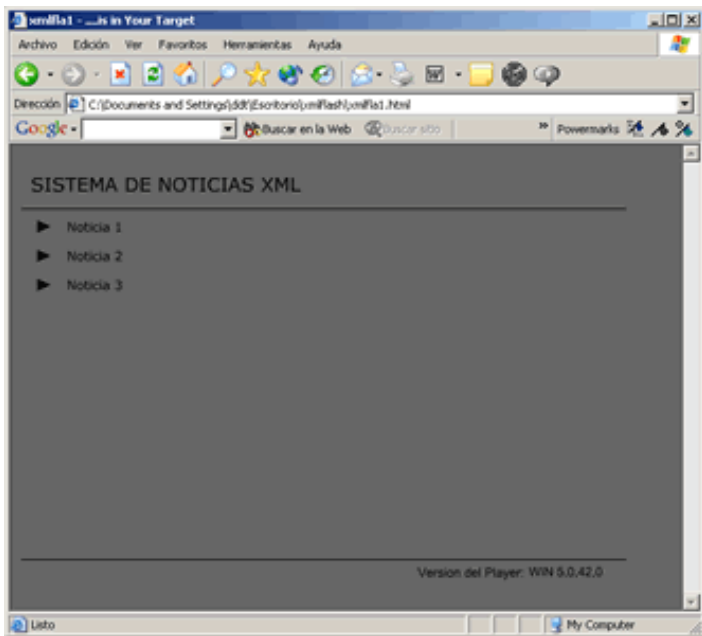 xmlfla1 - ....is in Your Target
Archivo Edición Ver Favoritos Herramientas Ayuda
Dirección C:\Documents and Settings\ddt\Escritorio\xmlflash\xmlfla1.html
Google Buscar en la Web Buscar sitio » Powermarks
SISTEMA DE NOTICIAS XML
Noticia 1
Noticia 2
Noticia 3
Version del Player: WIN 6,0,42,0
Listo My Computer